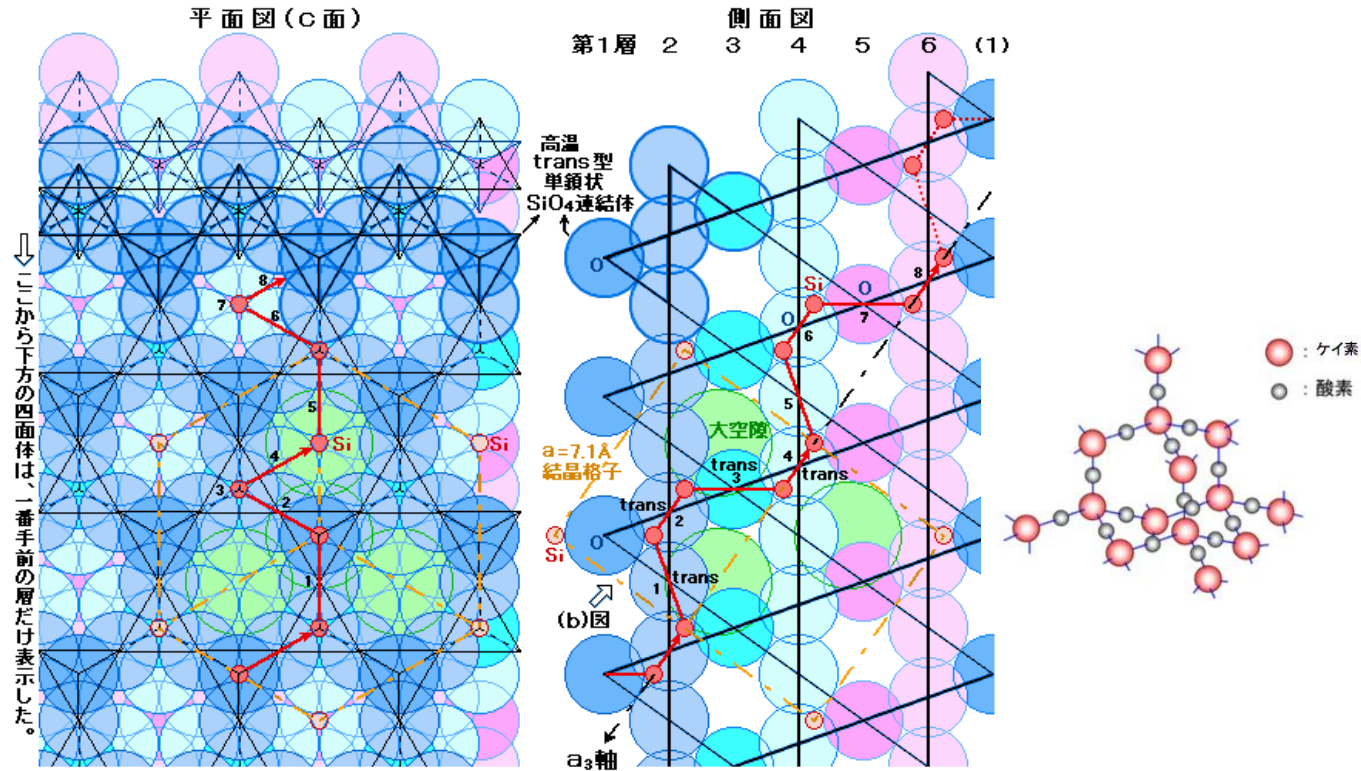 平面図(C面)
側面図
第1層 2 3 4 5 6 (1)
高温
trans型
単鎖状
SiO₄連結体
⇩ここから下方の四面体は、一番手前の層だけ表示した。
8
7
6
5
Si
Si
4
3
2
1
O
Si
O
7
8
O
6
5
大空隙
4
trans
3
trans
a=7.1Å
結晶格子
trans
2
O
Si
1
trans
(b)図
a₃軸
：ケイ素
：酸素